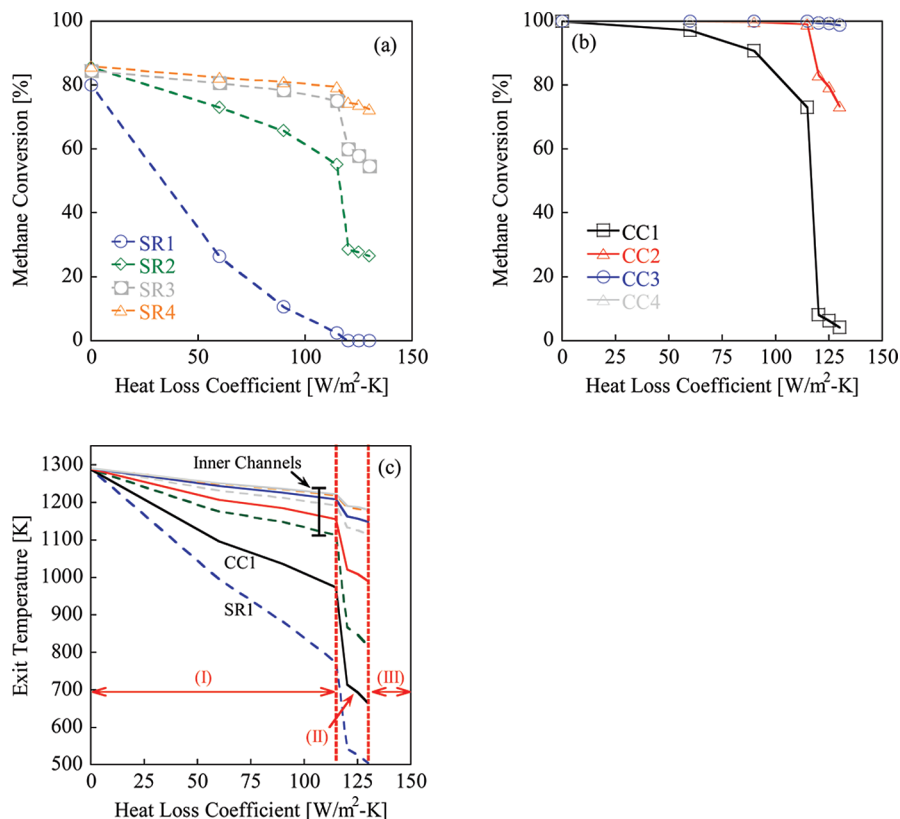 (a)
100
80
60
40
20
0
Methane Conversion [%]
SR1
SR2
SR3
SR4
0
50
100
150
Heat Loss Coefficient [W/m²-K]
(b)
100
80
60
40
20
0
Methane Conversion [%]
CC1
CC2
CC3
CC4
0
25
50
75
100
125
150
Heat Loss Coefficient [W/m²-K]
(c)
1300
1200
1100
1000
900
800
700
600
500
Exit Temperature [K]
Inner Channels
CC1
SR1
(I)
(II)
(III)
0
25
50
75
100
125
150
Heat Loss Coefficient [W/m²-K]